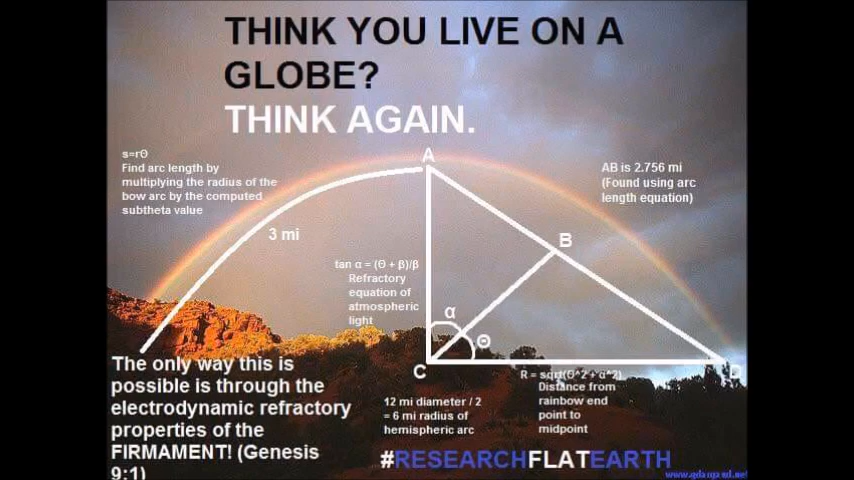 THINK YOU LIVE ON A
GLOBE?
THINK AGAIN.
s=rΘ
Find arc length by
multiplying the radius of the
bow arc by the computed
subtheta value
A
AB is 2.756 mi
(Found using arc
length equation)
3 mi
B
tan α = (Θ + β)/β
Refractory
equation of
atmospheric
light
α
Θ
C
D
R = sqrt(Θ^2 + α^2)
Distance from
rainbow end
point to
midpoint
12 mi diameter / 2
= 6 mi radius of
hemispheric arc
The only way this is
possible is through the
electrodynamic refractory
properties of the
FIRMAMENT! (Genesis
9:1)
#RESEARCHFLATEARTH